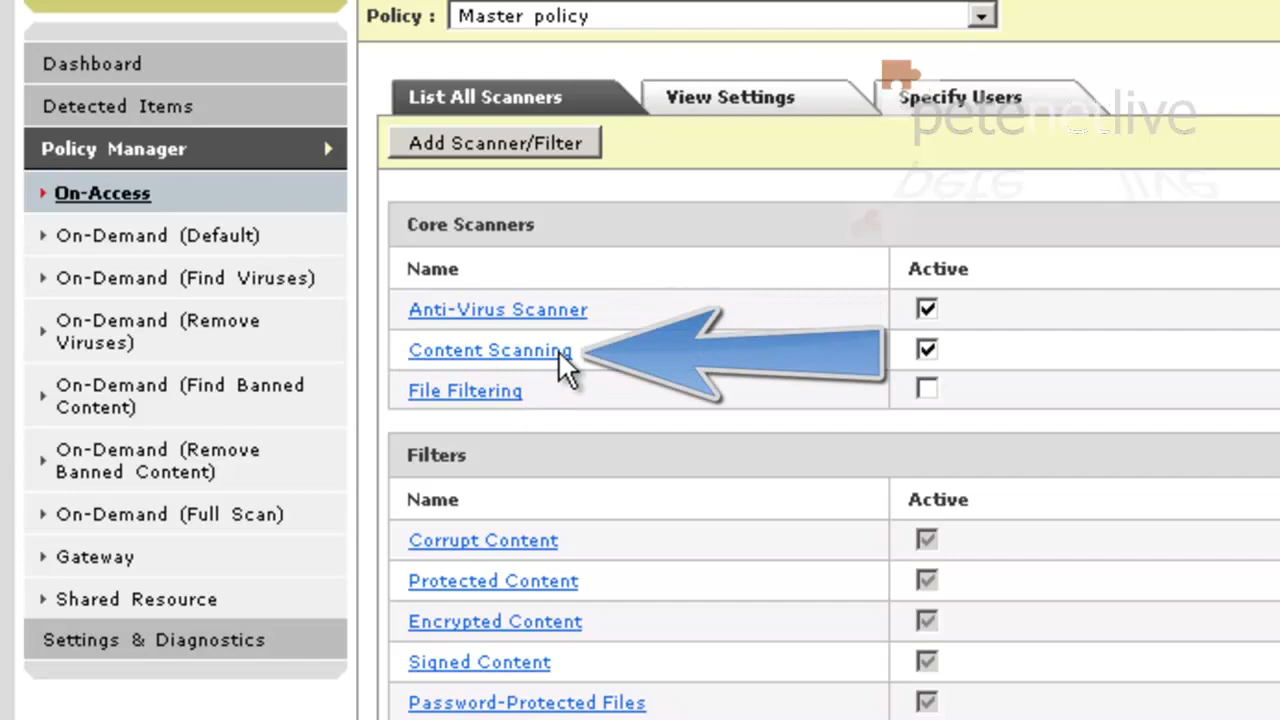 Policy : Master policy
Dashboard
Detected Items
Policy Manager
On-Access
On-Demand (Default)
On-Demand (Find Viruses)
On-Demand (Remove
Viruses)
On-Demand (Find Banned
Content)
On-Demand (Remove
Banned Content)
On-Demand (Full Scan)
Gateway
Shared Resource
Settings & Diagnostics
List All Scanners
View Settings
Specify Users
petenetlive
Add Scanner/Filter
Core Scanners
Name Active
Anti-Virus Scanner
Content Scanning
File Filtering
Filters
Name Active
Corrupt Content
Protected Content
Encrypted Content
Signed Content
Password-Protected Files